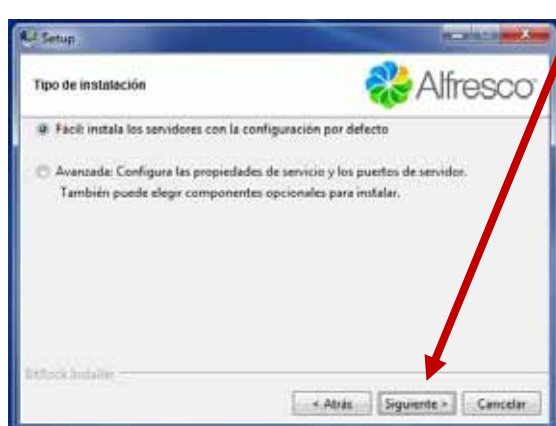 Setup
Tipo de instalación
Alfresco
Fácil: instala los servidores con la configuración por defecto
Avanzada: Configura las propiedades de servicio y los puertos de servidor.
También puede elegir componentes opcionales para instalar.
BitRock Installer
< Atrás
Siguiente >
Cancelar